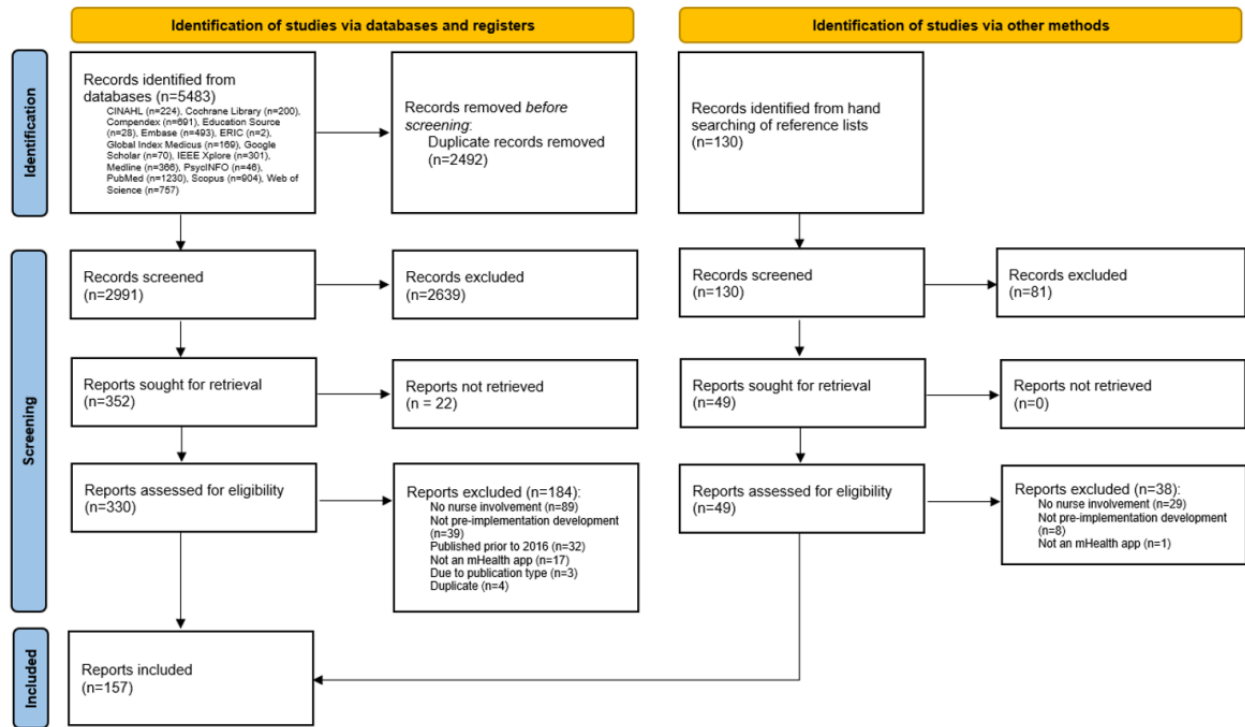 Identification of studies via databases and registers
Identification of studies via other methods
Identification
Records identified from
databases (n=5483)
CINAHL (n=224), Cochrane Library (n=200),
Compendex (n=691), Education Source
(n=28), Embase (n=493), ERIC (n=2),
Global Index Medicus (n=169), Google
Scholar (n=70), IEEE Xplore (n=301),
Medline (n=366), PsycINFO (n=46),
PubMed (n=1230), Scopus (n=904), Web of
Science (n=757)
Records removed before
screening:
Duplicate records removed
(n=2492)
Records identified from hand
searching of reference lists
(n=130)
Screening
Records screened
(n=2991)
Records excluded
(n=2639)
Records screened
(n=130)
Records excluded
(n=81)
Reports sought for retrieval
(n=352)
Reports not retrieved
(n = 22)
Reports sought for retrieval
(n=49)
Reports not retrieved
(n=0)
Reports assessed for eligibility
(n=330)
Reports excluded (n=184):
No nurse involvement (n=89)
Not pre-implementation development
(n=39)
Published prior to 2016 (n=32)
Not an mHealth app (n=17)
Due to publication type (n=3)
Duplicate (n=4)
Reports assessed for eligibility
(n=49)
Reports excluded (n=38):
No nurse involvement (n=29)
Not pre-implementation development
(n=8)
Not an mHealth app (n=1)
Included
Reports included
(n=157)